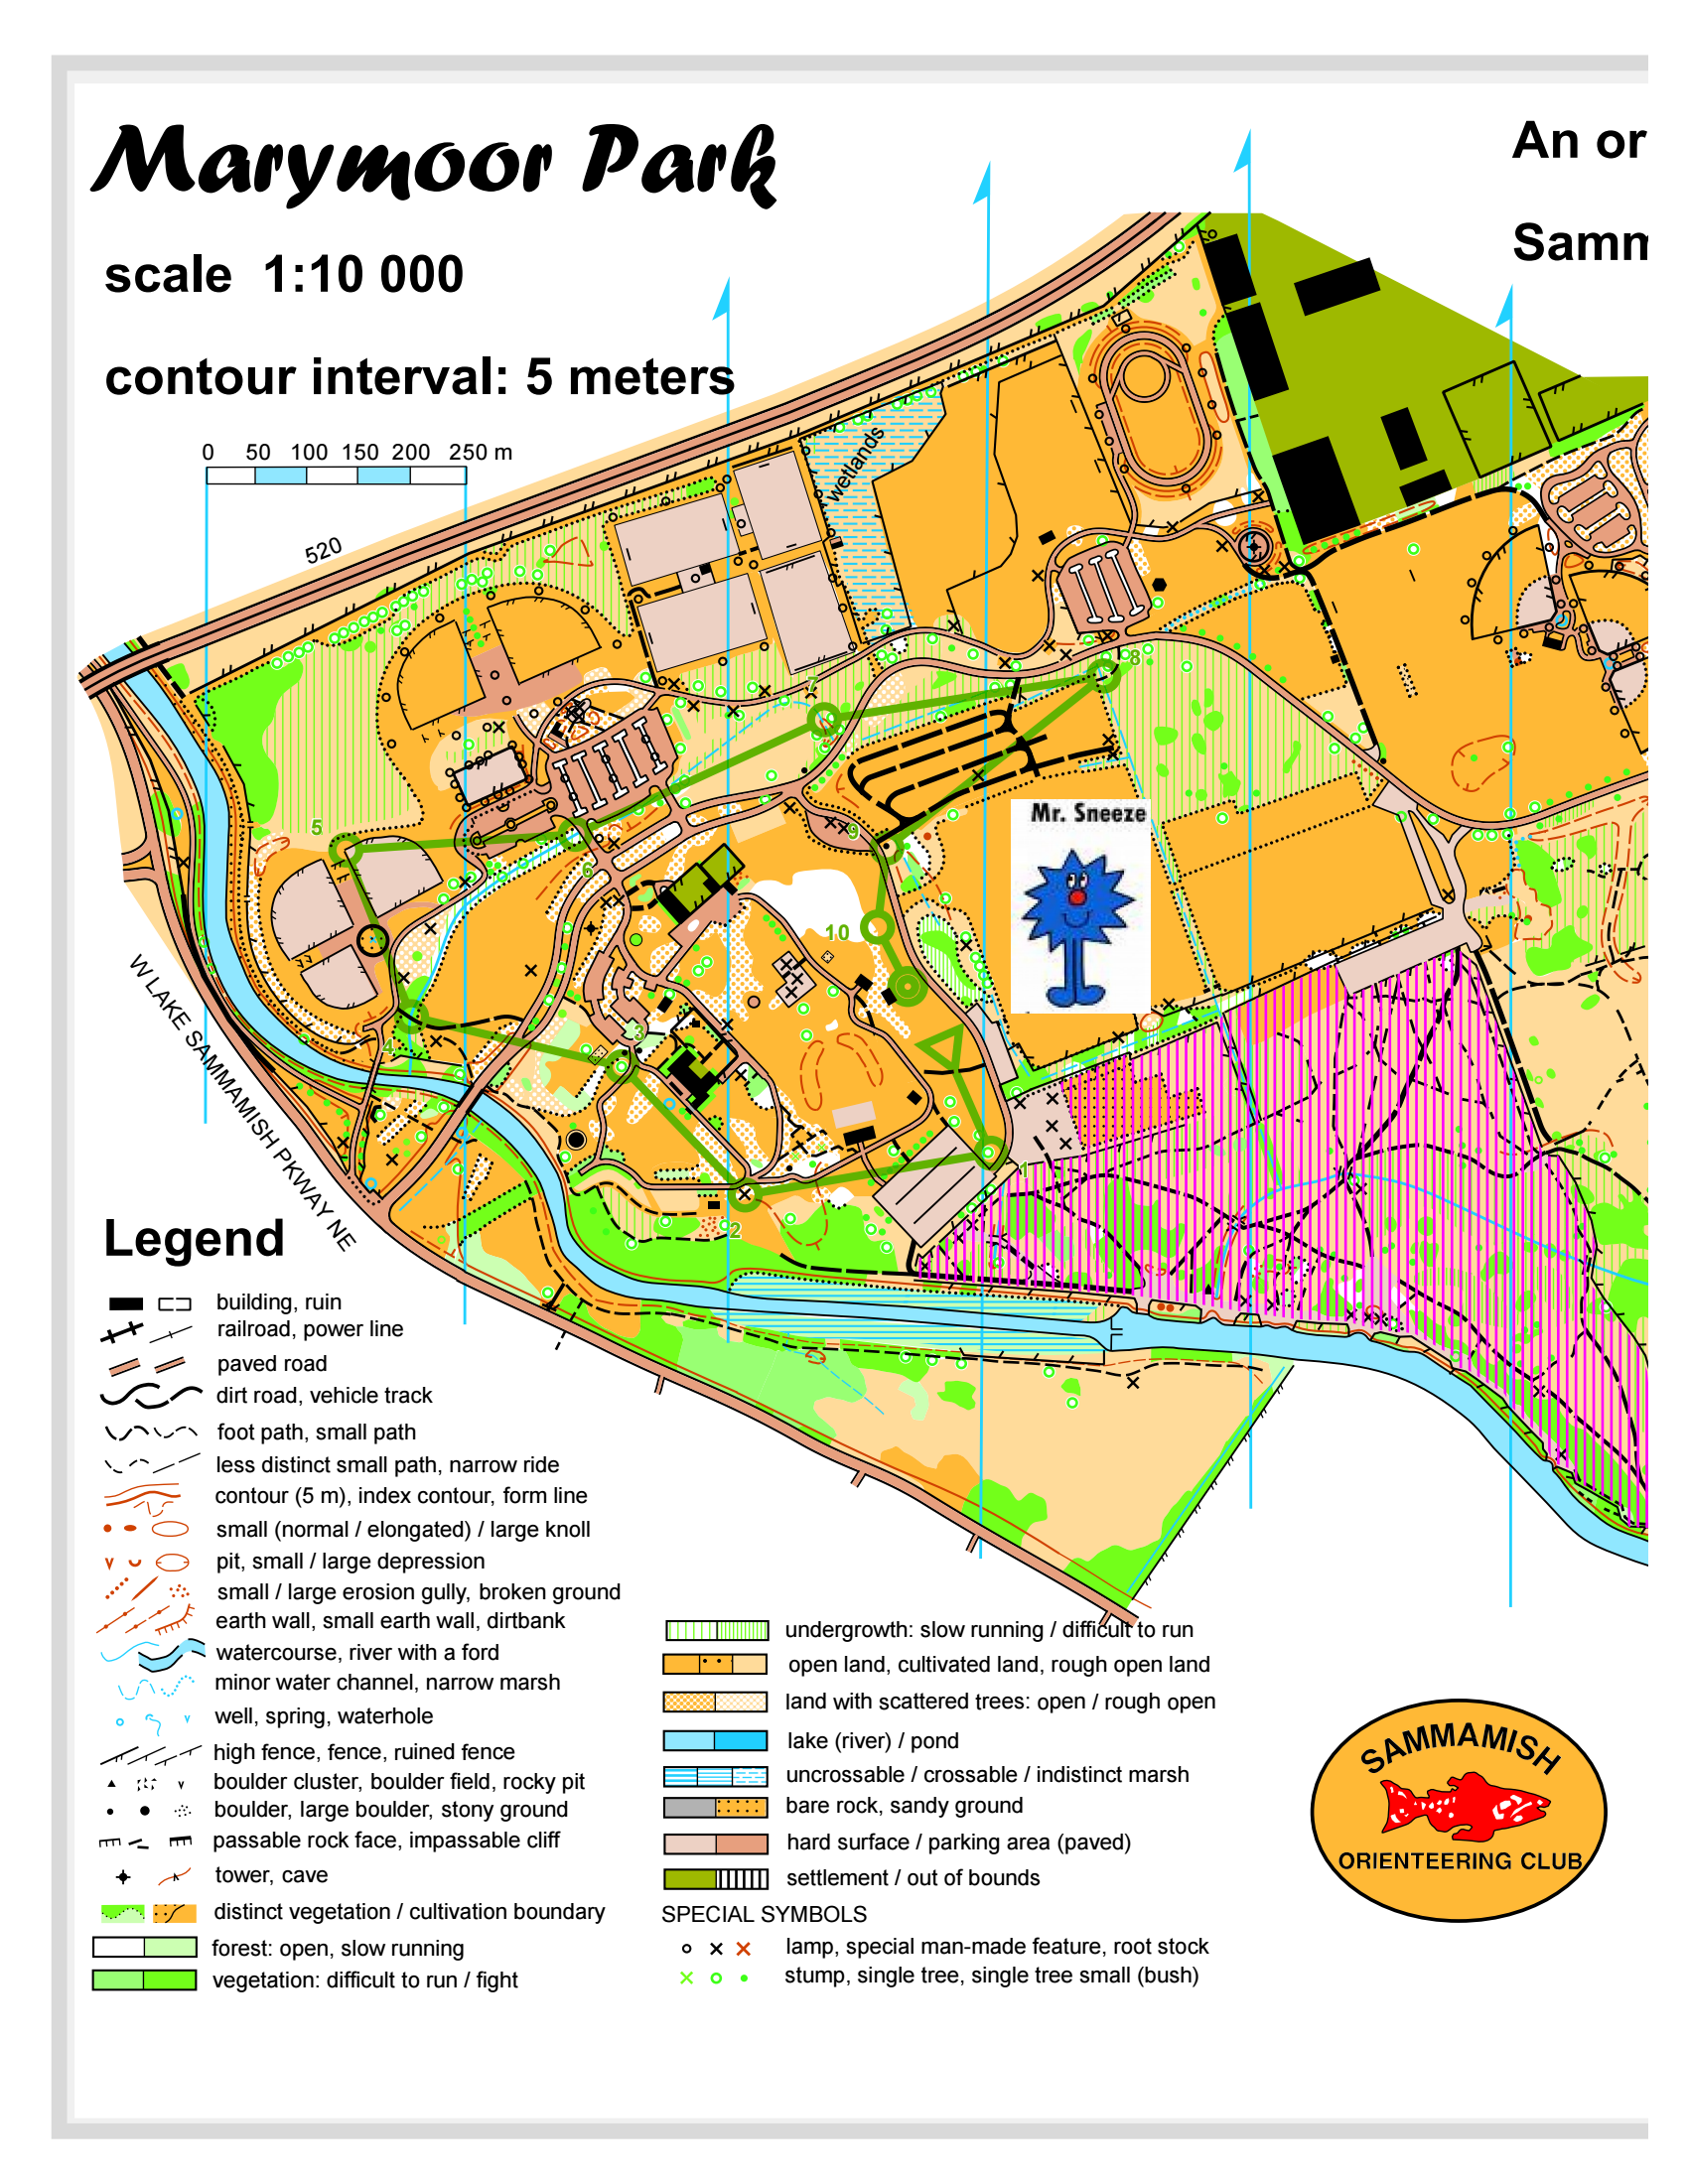 Marymoor Park
An or
scale 1:10 000
Samm
contour interval: 5 meters
0 50 100 150 200 250 m
wetlands
520
8
7
5
Mr. Sneeze
9
6
10
W LAKE SAMMAMISH PKWAY NE
4
3
1
2
Legend
building, ruin
railroad, power line
paved road
dirt road, vehicle track
foot path, small path
less distinct small path, narrow ride
contour (5 m), index contour, form line
small (normal / elongated) / large knoll
pit, small / large depression
small / large erosion gully, broken ground
earth wall, small earth wall, dirtbank
watercourse, river with a ford
minor water channel, narrow marsh
well, spring, waterhole
high fence, fence, ruined fence
boulder cluster, boulder field, rocky pit
boulder, large boulder, stony ground
passable rock face, impassable cliff
tower, cave
distinct vegetation / cultivation boundary
forest: open, slow running
vegetation: difficult to run / fight
undergrowth: slow running / difficult to run
open land, cultivated land, rough open land
land with scattered trees: open / rough open
lake (river) / pond
uncrossable / crossable / indistinct marsh
bare rock, sandy ground
hard surface / parking area (paved)
settlement / out of bounds
SPECIAL SYMBOLS
lamp, special man-made feature, root stock
stump, single tree, single tree small (bush)
SAMMAMISH
ORIENTEERING CLUB